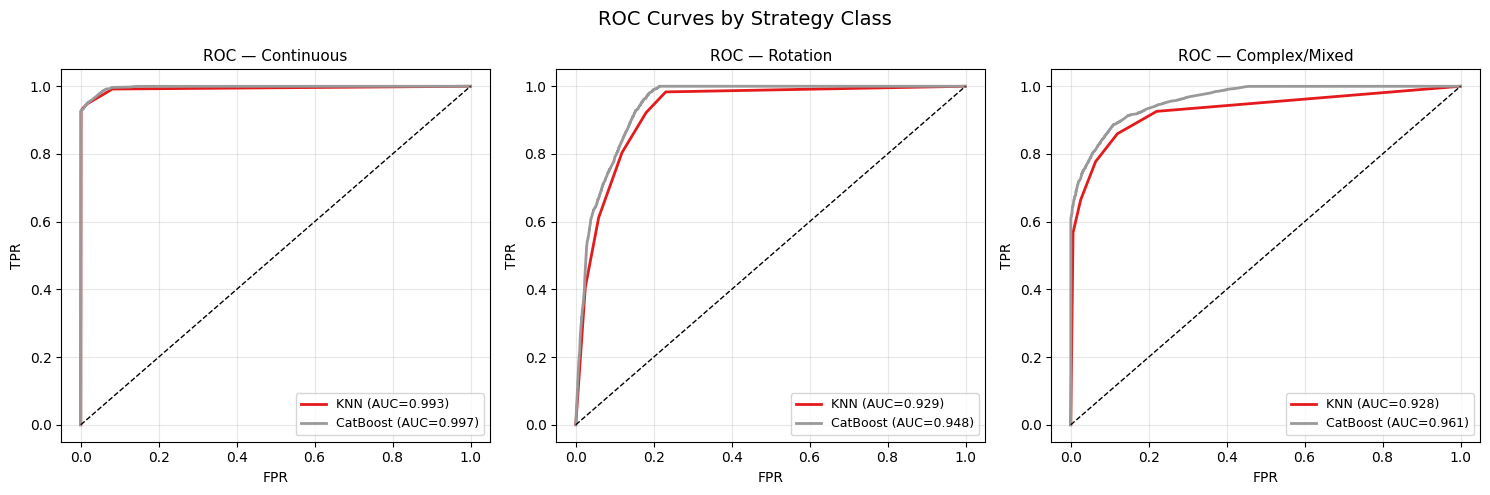 ROC Curves by Strategy Class
ROC — Continuous
TPR
1.0
0.8
0.6
0.4
0.2
0.0
0.0 0.2 0.4 0.6 0.8 1.0
FPR
KNN (AUC=0.993)
CatBoost (AUC=0.997)
ROC — Rotation
TPR
1.0
0.8
0.6
0.4
0.2
0.0
0.0 0.2 0.4 0.6 0.8 1.0
FPR
KNN (AUC=0.929)
CatBoost (AUC=0.948)
ROC — Complex/Mixed
TPR
1.0
0.8
0.6
0.4
0.2
0.0
0.0 0.2 0.4 0.6 0.8 1.0
FPR
KNN (AUC=0.928)
CatBoost (AUC=0.961)